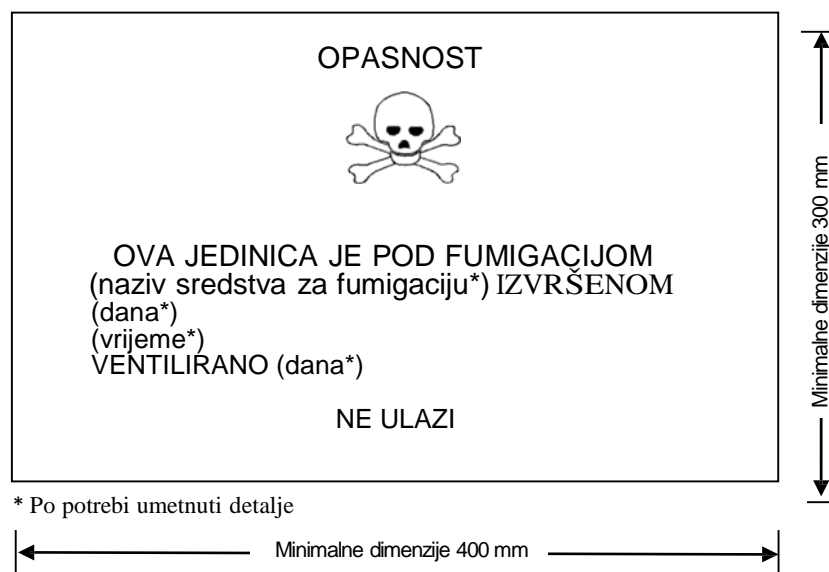 OPASNOST
OVA JEDINICA JE POD FUMIGACIJOM
(naziv sredstva za fumigaciju*) IZVRŠENOM
(dana*)
(vrijeme*)
VENTILIRANO (dana*)
NE ULAZI
Minimalne dimenzije 300 mm
* Po potrebi umetnuti detalje
Minimalne dimenzije 400 mm